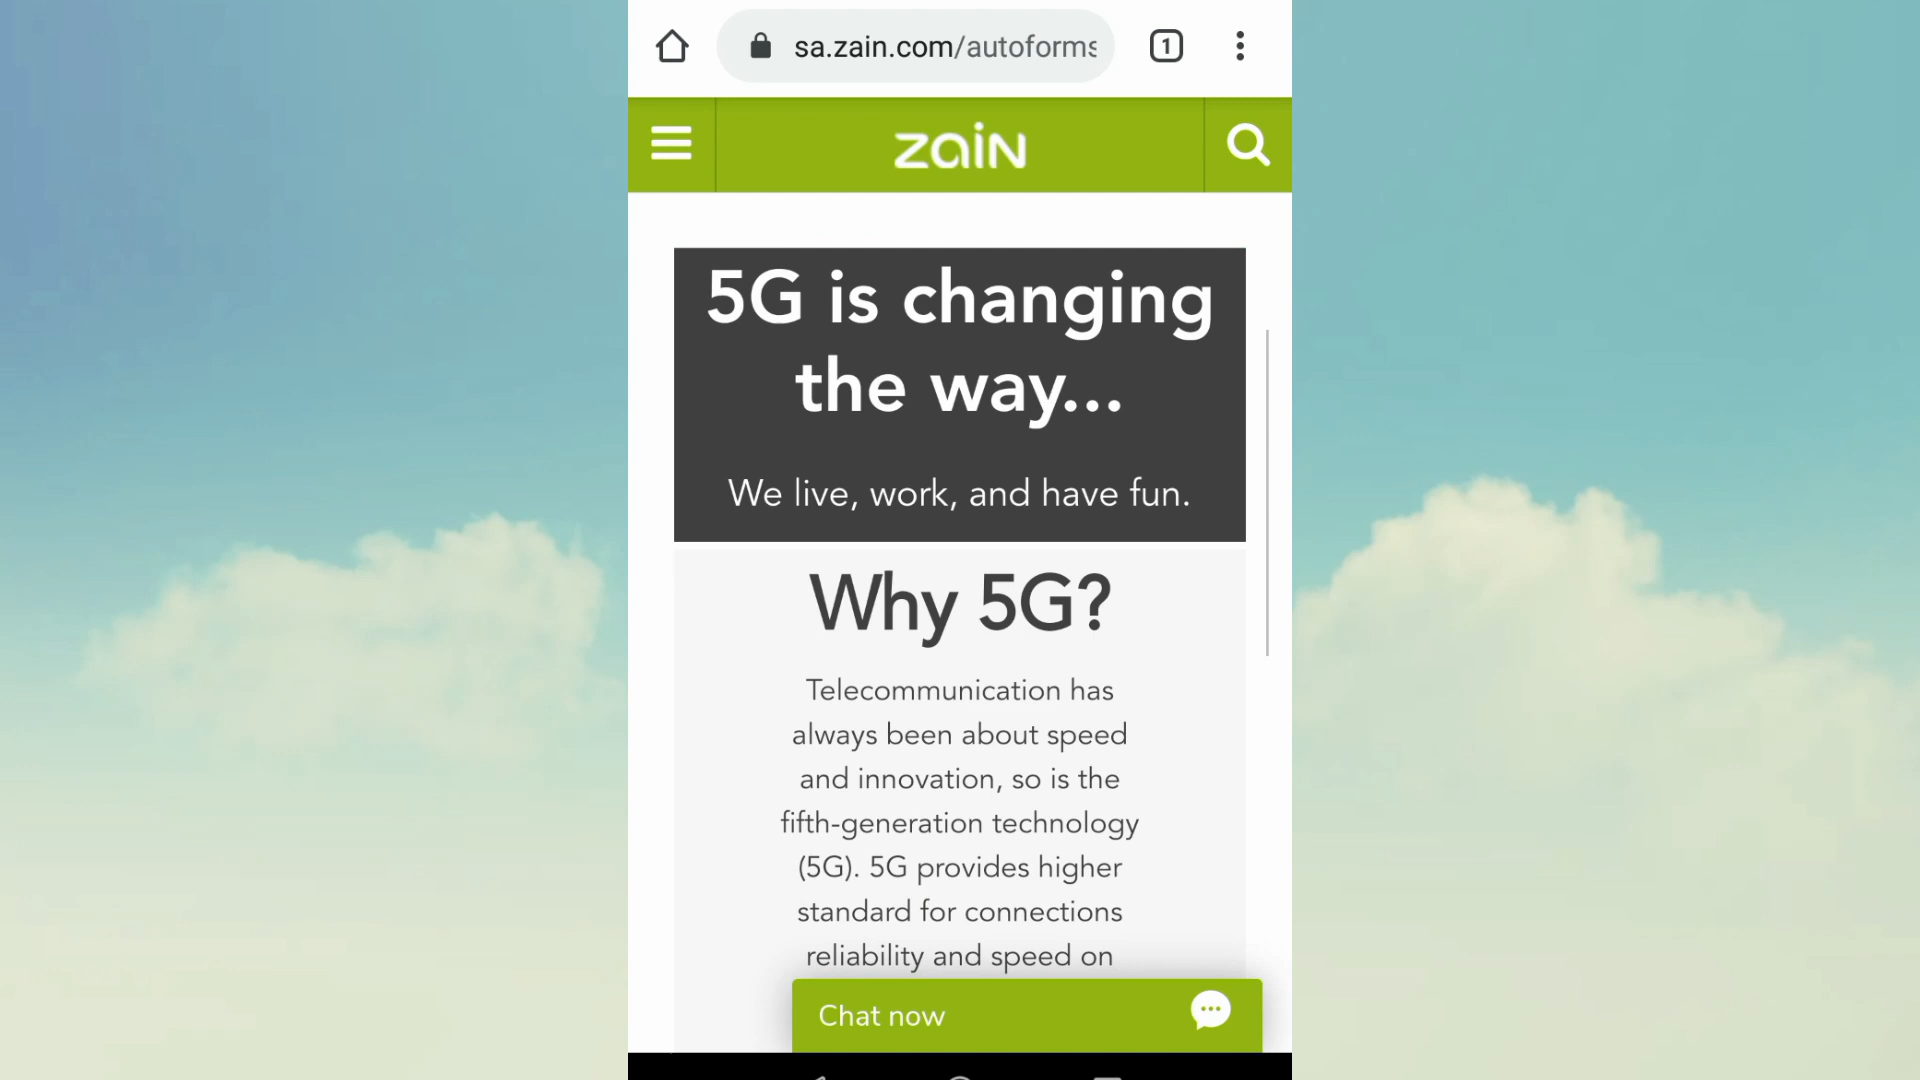 sa.zain.com/autoforms
1
zain
5G is changing
the way...
We live, work, and have fun.
Why 5G?
Telecommunication has
always been about speed
and innovation, so is the
fifth-generation technology
(5G). 5G provides higher
standard for connections
reliability and speed on
Chat now